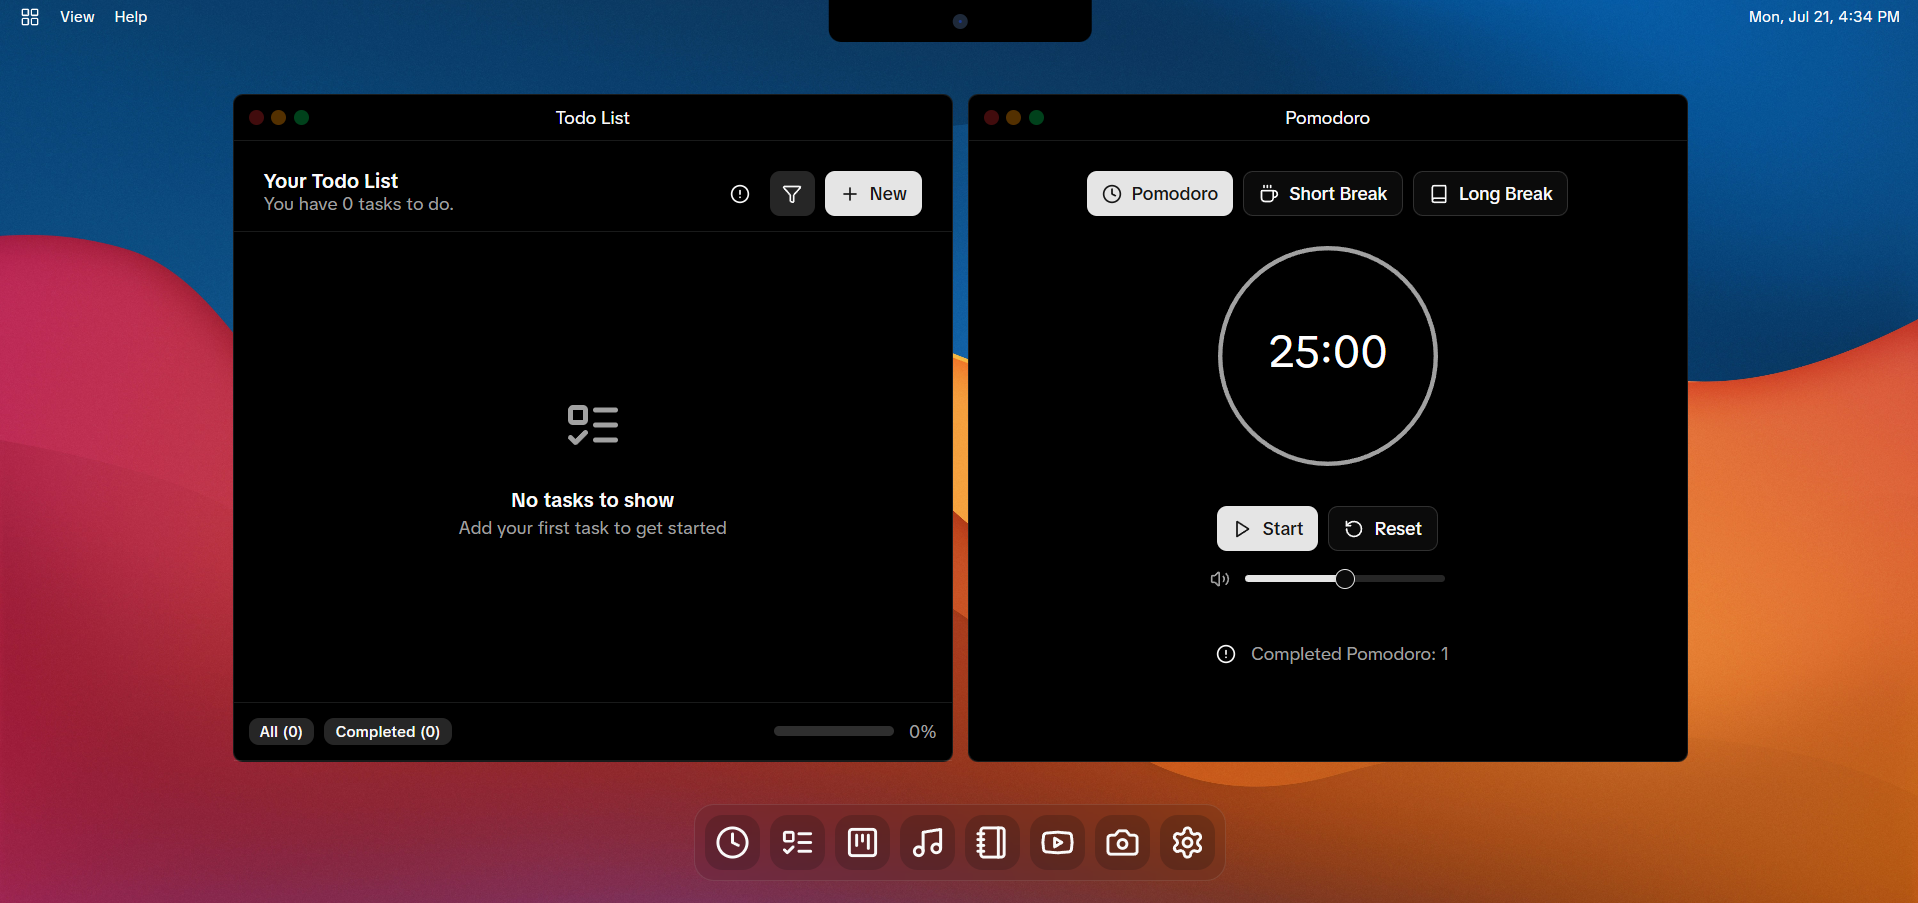 View Help
Mon, Jul 21, 4:34 PM
Todo List
Your Todo List
You have 0 tasks to do.
New
No tasks to show
Add your first task to get started
All (0)
Completed (0)
0%
Pomodoro
Pomodoro
Short Break
Long Break
25:00
Start
Reset
Completed Pomodoro: 1